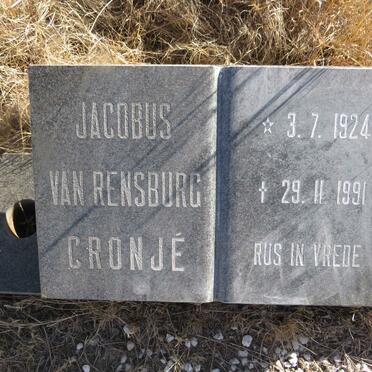 JACOBUS
VAN RENSBURG
CRONJÉ
☆ 3. 7. 1924
✝ 29. 11. 1991
RUS IN VREDE